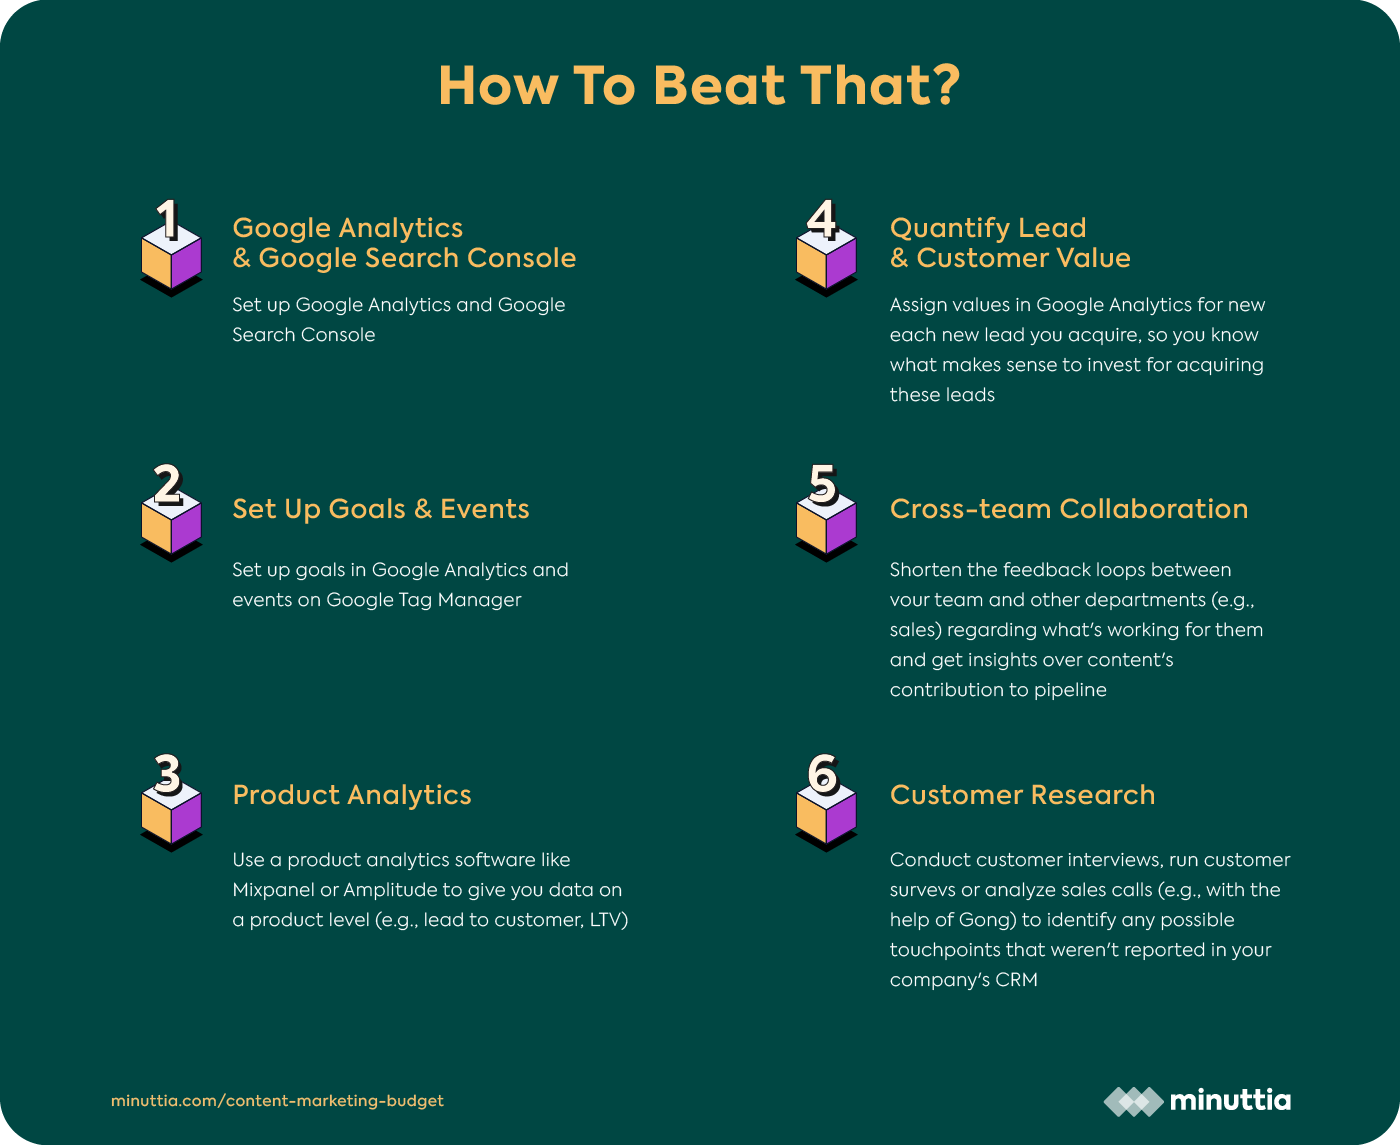 How To Beat That?
1
Google Analytics
& Google Search Console
Set up Google Analytics and Google
Search Console
2
Set Up Goals & Events
Set up goals in Google Analytics and
events on Google Tag Manager
3
Product Analytics
Use a product analytics software like
Mixpanel or Amplitude to give you data on
a product level (e.g., lead to customer, LTV)
4
Quantify Lead
& Customer Value
Assign values in Google Analytics for new
each new lead you acquire, so you know
what makes sense to invest for acquiring
these leads
5
Cross-team Collaboration
Shorten the feedback loops between
vour team and other departments (e.g.,
sales) regarding what's working for them
and get insights over content's
contribution to pipeline
6
Customer Research
Conduct customer interviews, run customer
survevs or analyze sales calls (e.g., with the
help of Gong) to identify any possible
touchpoints that weren't reported in your
company's CRM
minuttia.com/content-marketing-budget
minuttia